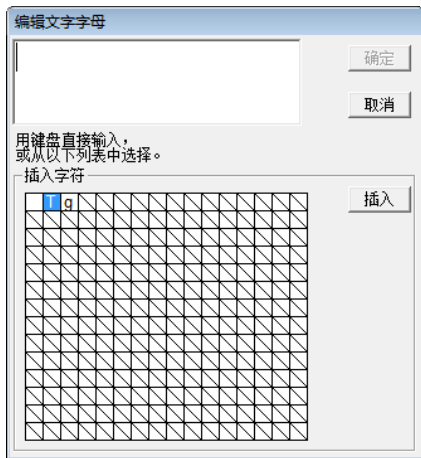 编辑文字字母
确定
取消
用键盘直接输入，
或从以下列表中选择。
插入字符
T g
插入